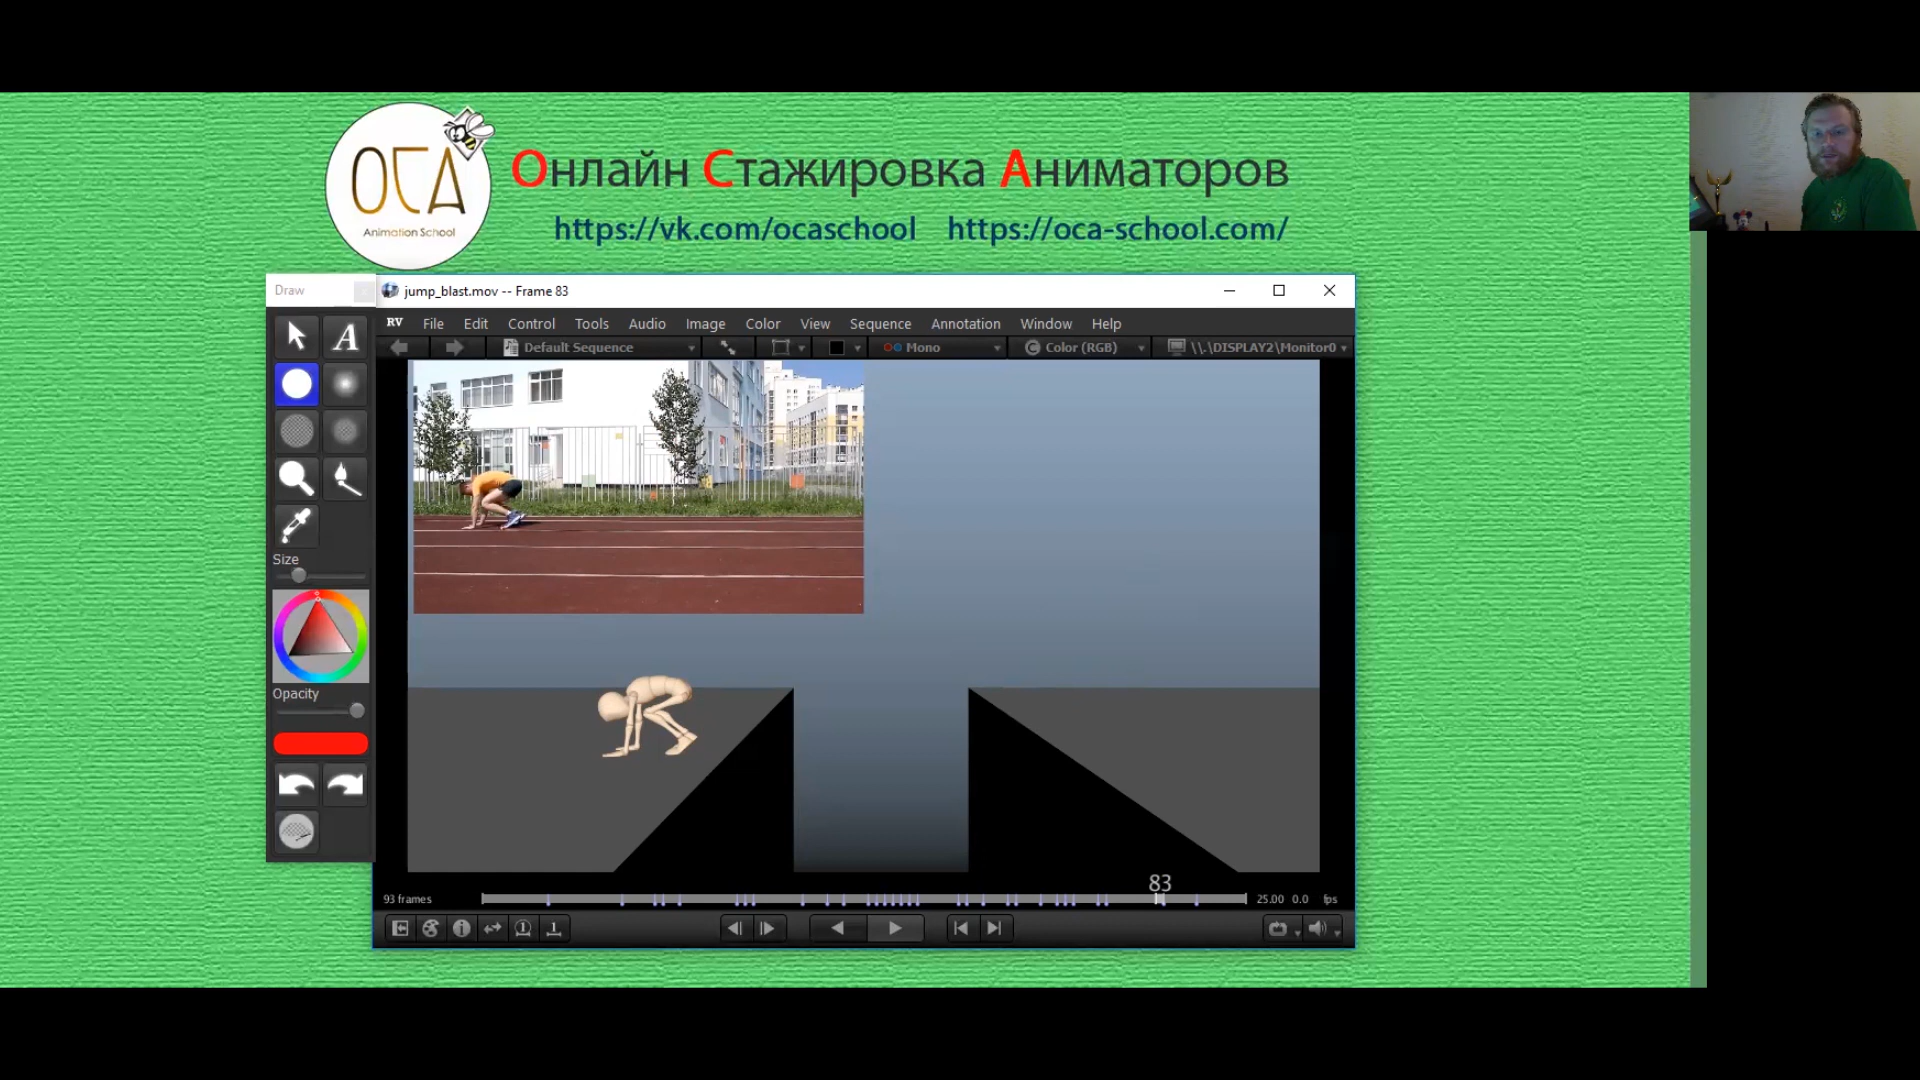 ОСА
Animation School
Онлайн Стажировка Аниматоров
https://vk.com/ocaschool https://oca-school.com/
Draw
jump_blast.mov -- Frame 83
RV File Edit Control Tools Audio Image Color View Sequence Annotation Window Help
Default Sequence Mono Color (RGB) \\.\DISPLAY2\Monitor0
A
Size
Opacity
83
93 frames 25.00 0.0 fps